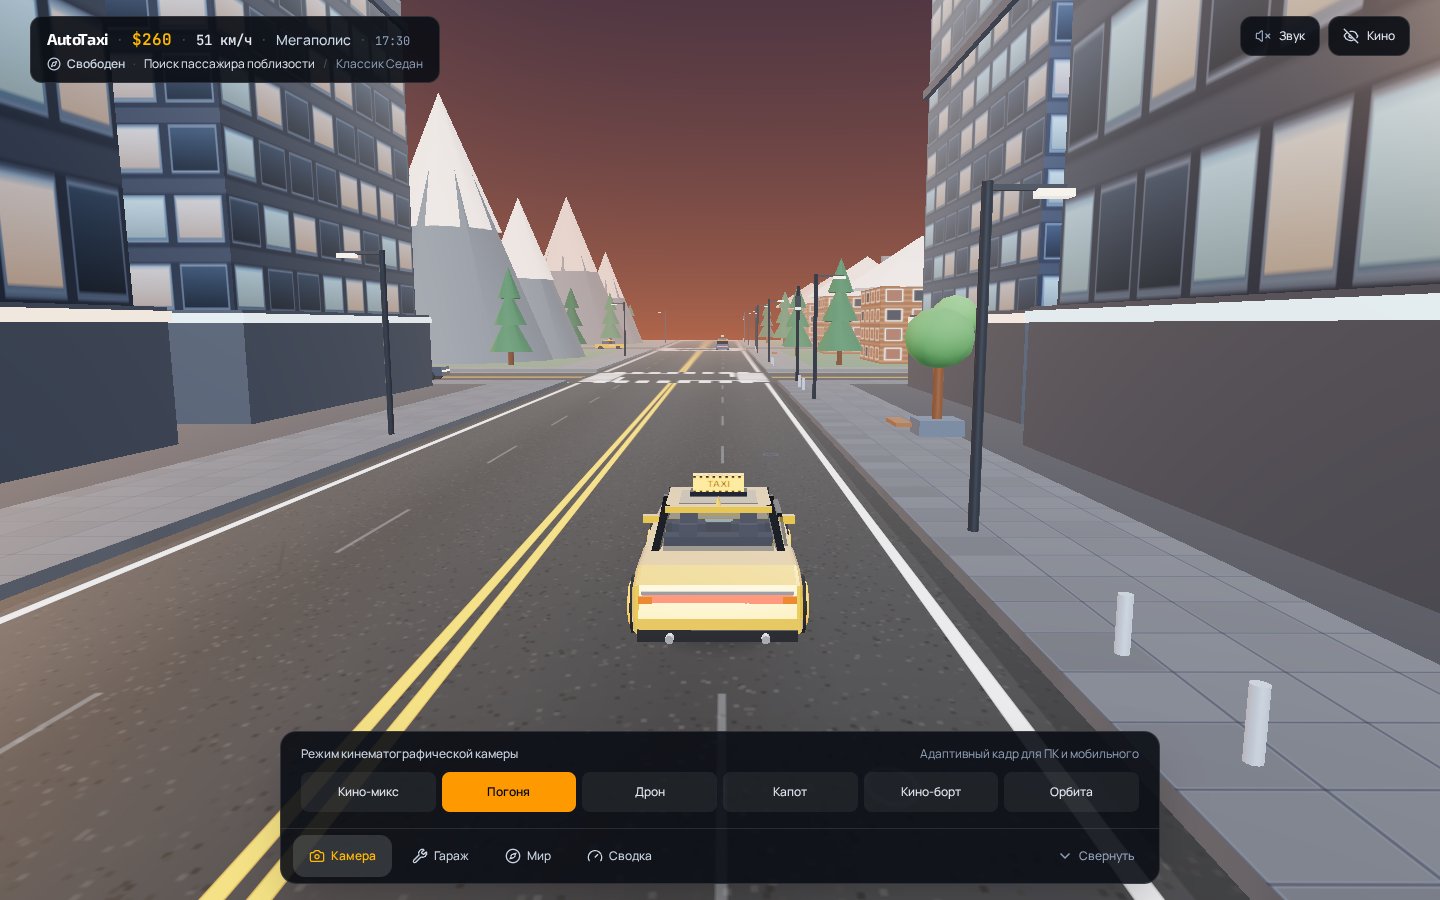 AutoTaxi · $260 · 51 км/ч · Мегаполис · 17:30
Свободен · Поиск пассажира поблизости / Классик Седан
Звук
Кино
TAXI
Режим кинематографической камеры
Адаптивный кадр для ПК и мобильного
Кино-микс
Погоня
Дрон
Капот
Кино-борт
Орбита
Камера
Гараж
Мир
Сводка
Свернуть